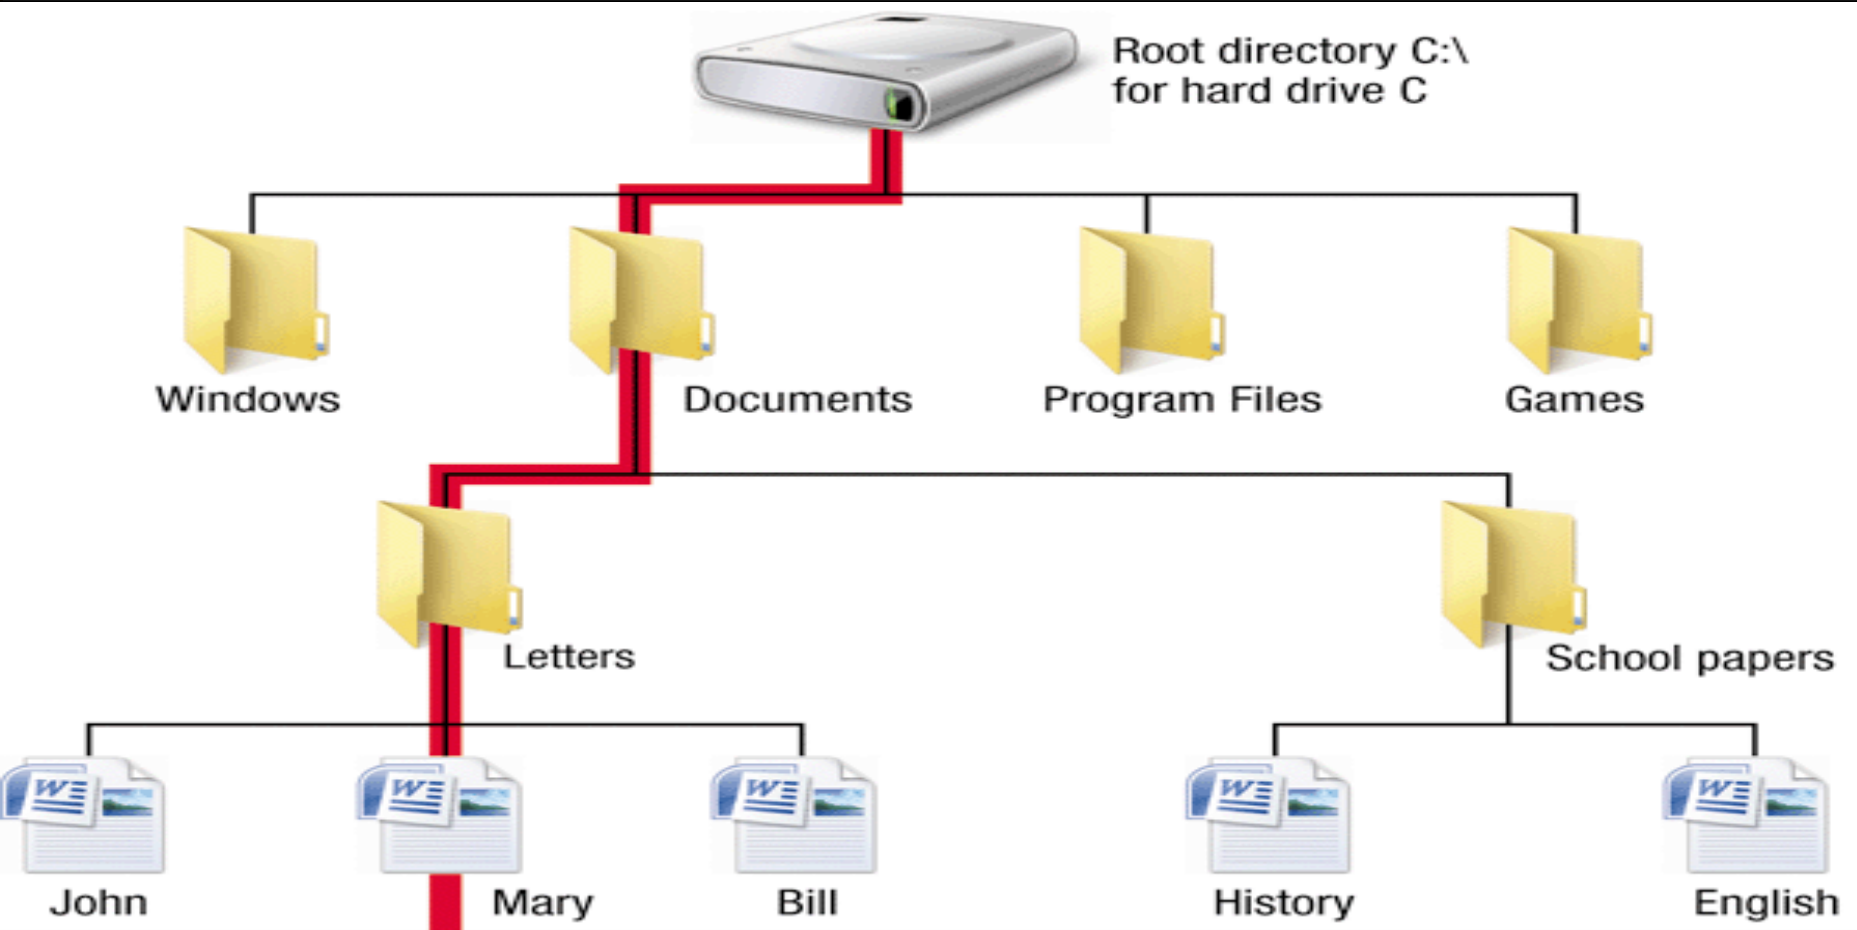 Root directory C:\
for hard drive C
Windows
Documents
Program Files
Games
Letters
School papers
John
Mary
Bill
History
English